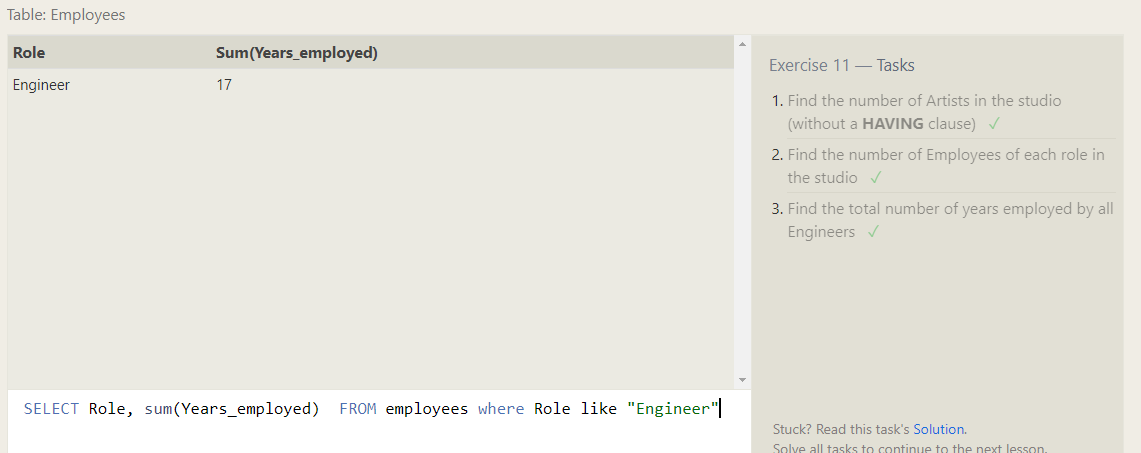 Table: Employees
Role Sum(Years_employed)
Engineer 17
SELECT Role, sum(Years_employed)  FROM employees where Role like "Engineer"
Exercise 11 — Tasks
1. Find the number of Artists in the studio
(without a HAVING clause) ✓
2. Find the number of Employees of each role in
the studio ✓
3. Find the total number of years employed by all
Engineers ✓
Stuck? Read this task's Solution.
Solve all tasks to continue to the next lesson.